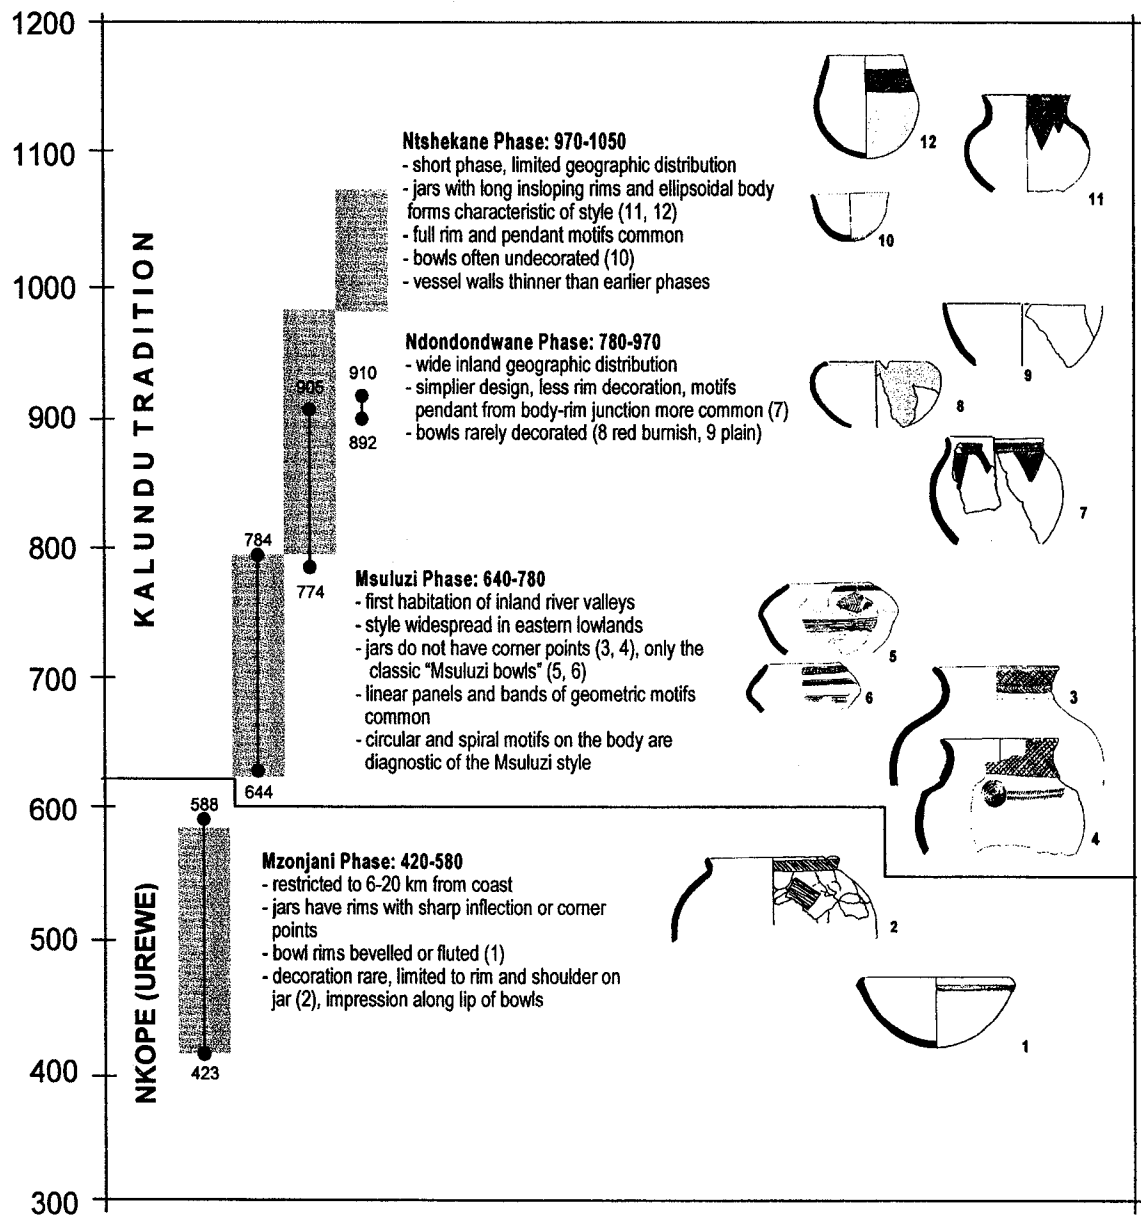 1200
1100
1000
900
800
700
600
500
400
300
KALUNDU TRADITION
NKOPE (UREWE)
Ntshekane Phase: 970-1050
- short phase, limited geographic distribution
- jars with long insloping rims and ellipsoidal body
forms characteristic of style (11, 12)
- full rim and pendant motifs common
- bowls often undecorated (10)
- vessel walls thinner than earlier phases
12
11
10
Ndondondwane Phase: 780-970
- wide inland geographic distribution
- simplier design, less rim decoration, motifs
pendant from body-rim junction more common (7)
- bowls rarely decorated (8 red burnish, 9 plain)
9
8
7
910
892
905
774
784
644
Msuluzi Phase: 640-780
- first habitation of inland river valleys
- style widespread in eastern lowlands
- jars do not have corner points (3, 4), only the
classic "Msuluzi bowls" (5, 6)
- linear panels and bands of geometric motifs
common
- circular and spiral motifs on the body are
diagnostic of the Msuluzi style
5
6
3
4
588
423
Mzonjani Phase: 420-580
- restricted to 6-20 km from coast
- jars have rims with sharp inflection or corner
points
- bowl rims bevelled or fluted (1)
- decoration rare, limited to rim and shoulder on
jar (2), impression along lip of bowls
2
1